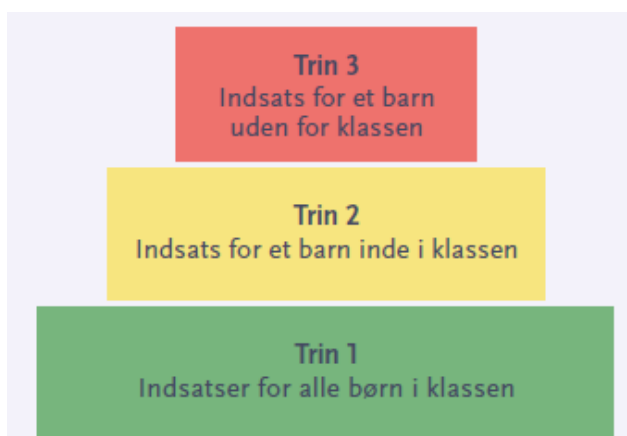 Trin 3
Indsats for et barn
uden for klassen
Trin 2
Indsats for et barn inde i klassen
Trin 1
Indsatser for alle børn i klassen